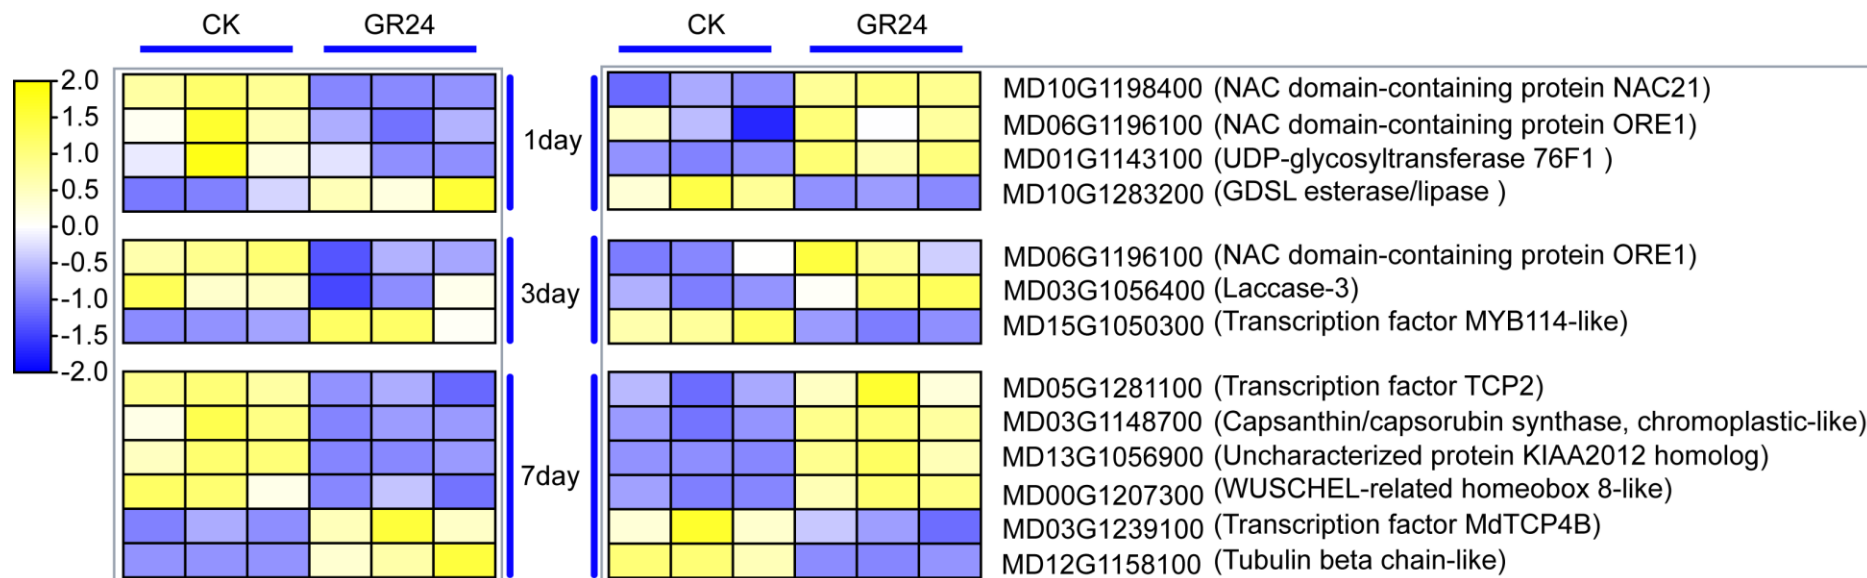 CK GR24 CK GR24
2.0
1.5
1.0
0.5
0.0
-0.5
-1.0
-1.5
-2.0
1day
MD10G1198400 (NAC domain-containing protein NAC21)
MD06G1196100 (NAC domain-containing protein ORE1)
MD01G1143100 (UDP-glycosyltransferase 76F1 )
MD10G1283200 (GDSL esterase/lipase )
3day
MD06G1196100 (NAC domain-containing protein ORE1)
MD03G1056400 (Laccase-3)
MD15G1050300 (Transcription factor MYB114-like)
7day
MD05G1281100 (Transcription factor TCP2)
MD03G1148700 (Capsanthin/capsorubin synthase, chromoplastic-like)
MD13G1056900 (Uncharacterized protein KIAA2012 homolog)
MD00G1207300 (WUSCHEL-related homeobox 8-like)
MD03G1239100 (Transcription factor MdTCP4B)
MD12G1158100 (Tubulin beta chain-like)